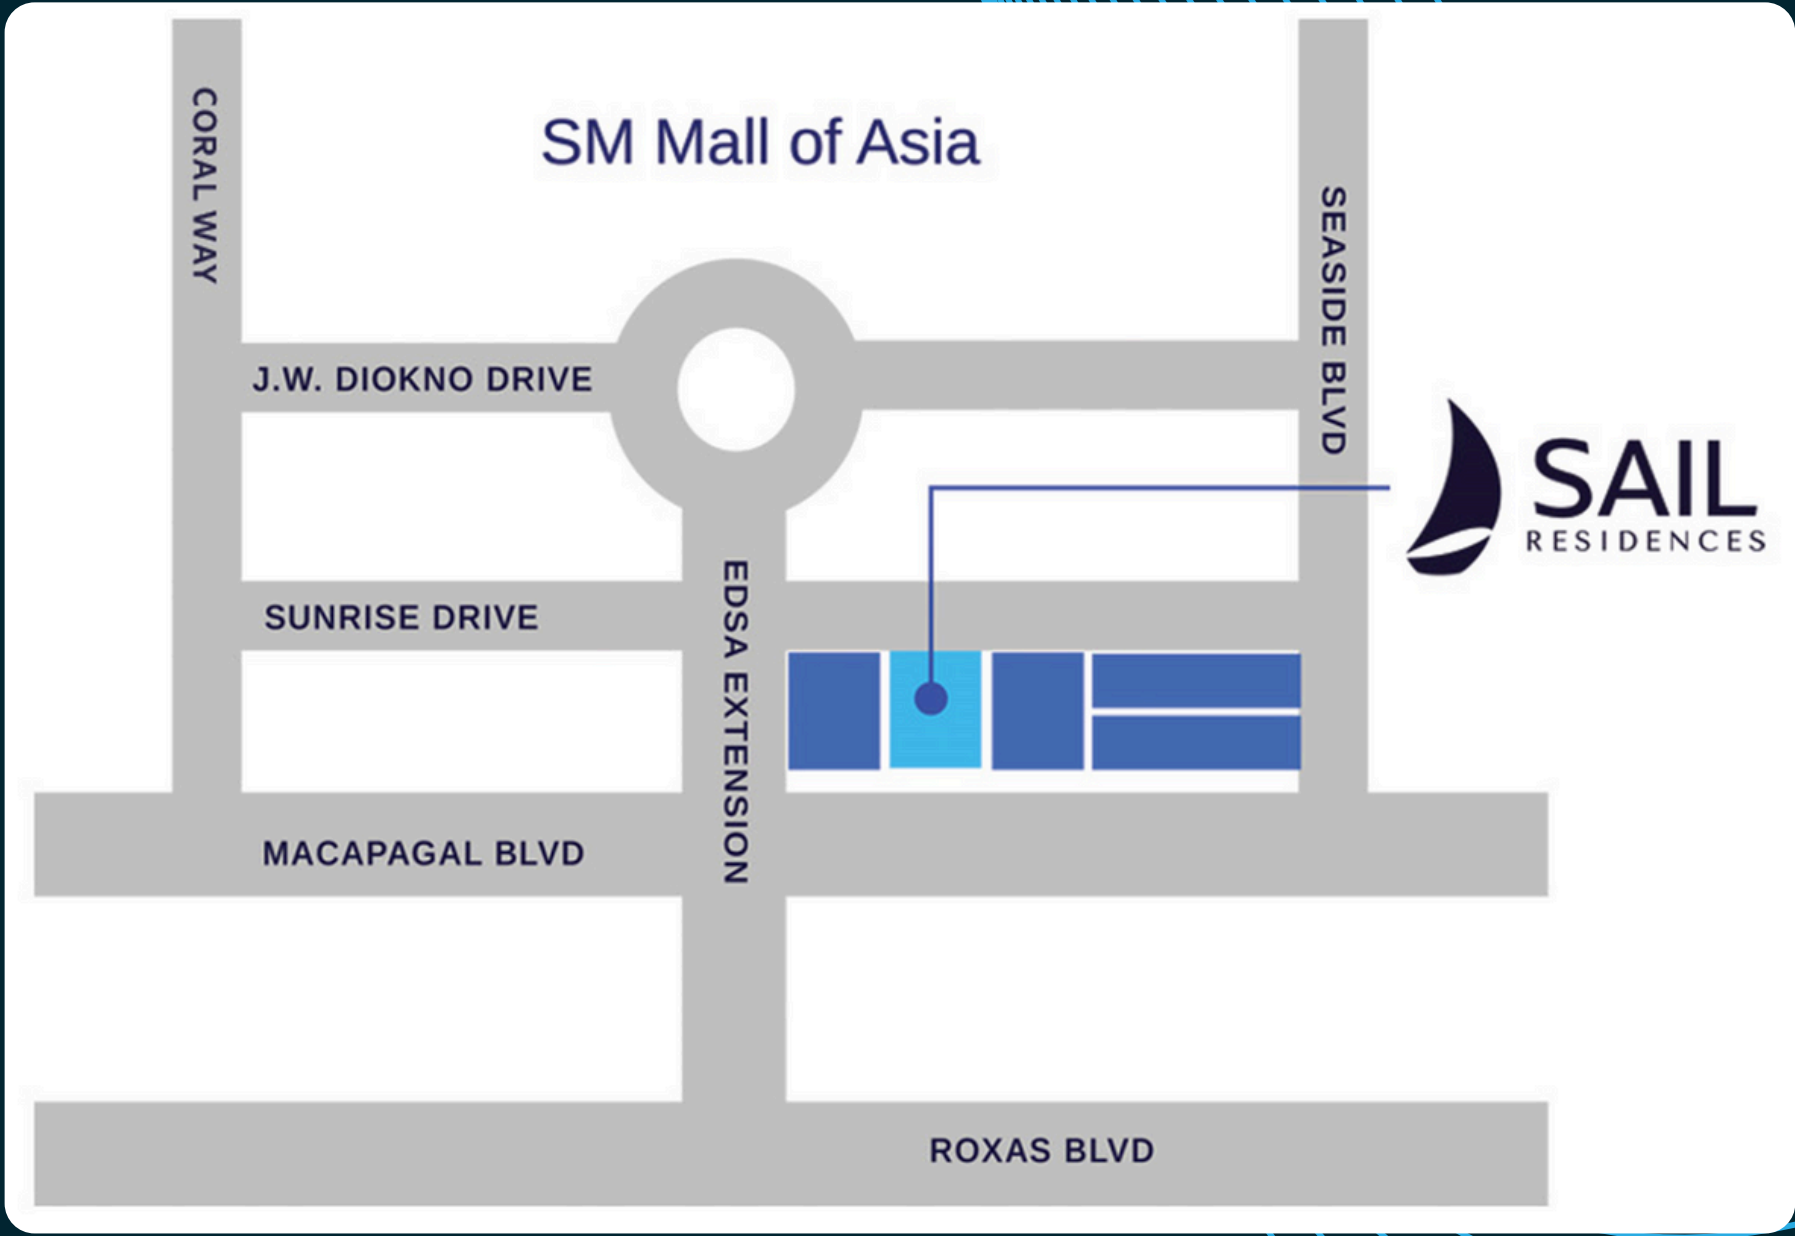 SM Mall of Asia
CORAL WAY
SEASIDE BLVD
J.W. DIOKNO DRIVE
SAIL
RESIDENCES
SUNRISE DRIVE
EDSA EXTENSION
MACAPAGAL BLVD
ROXAS BLVD